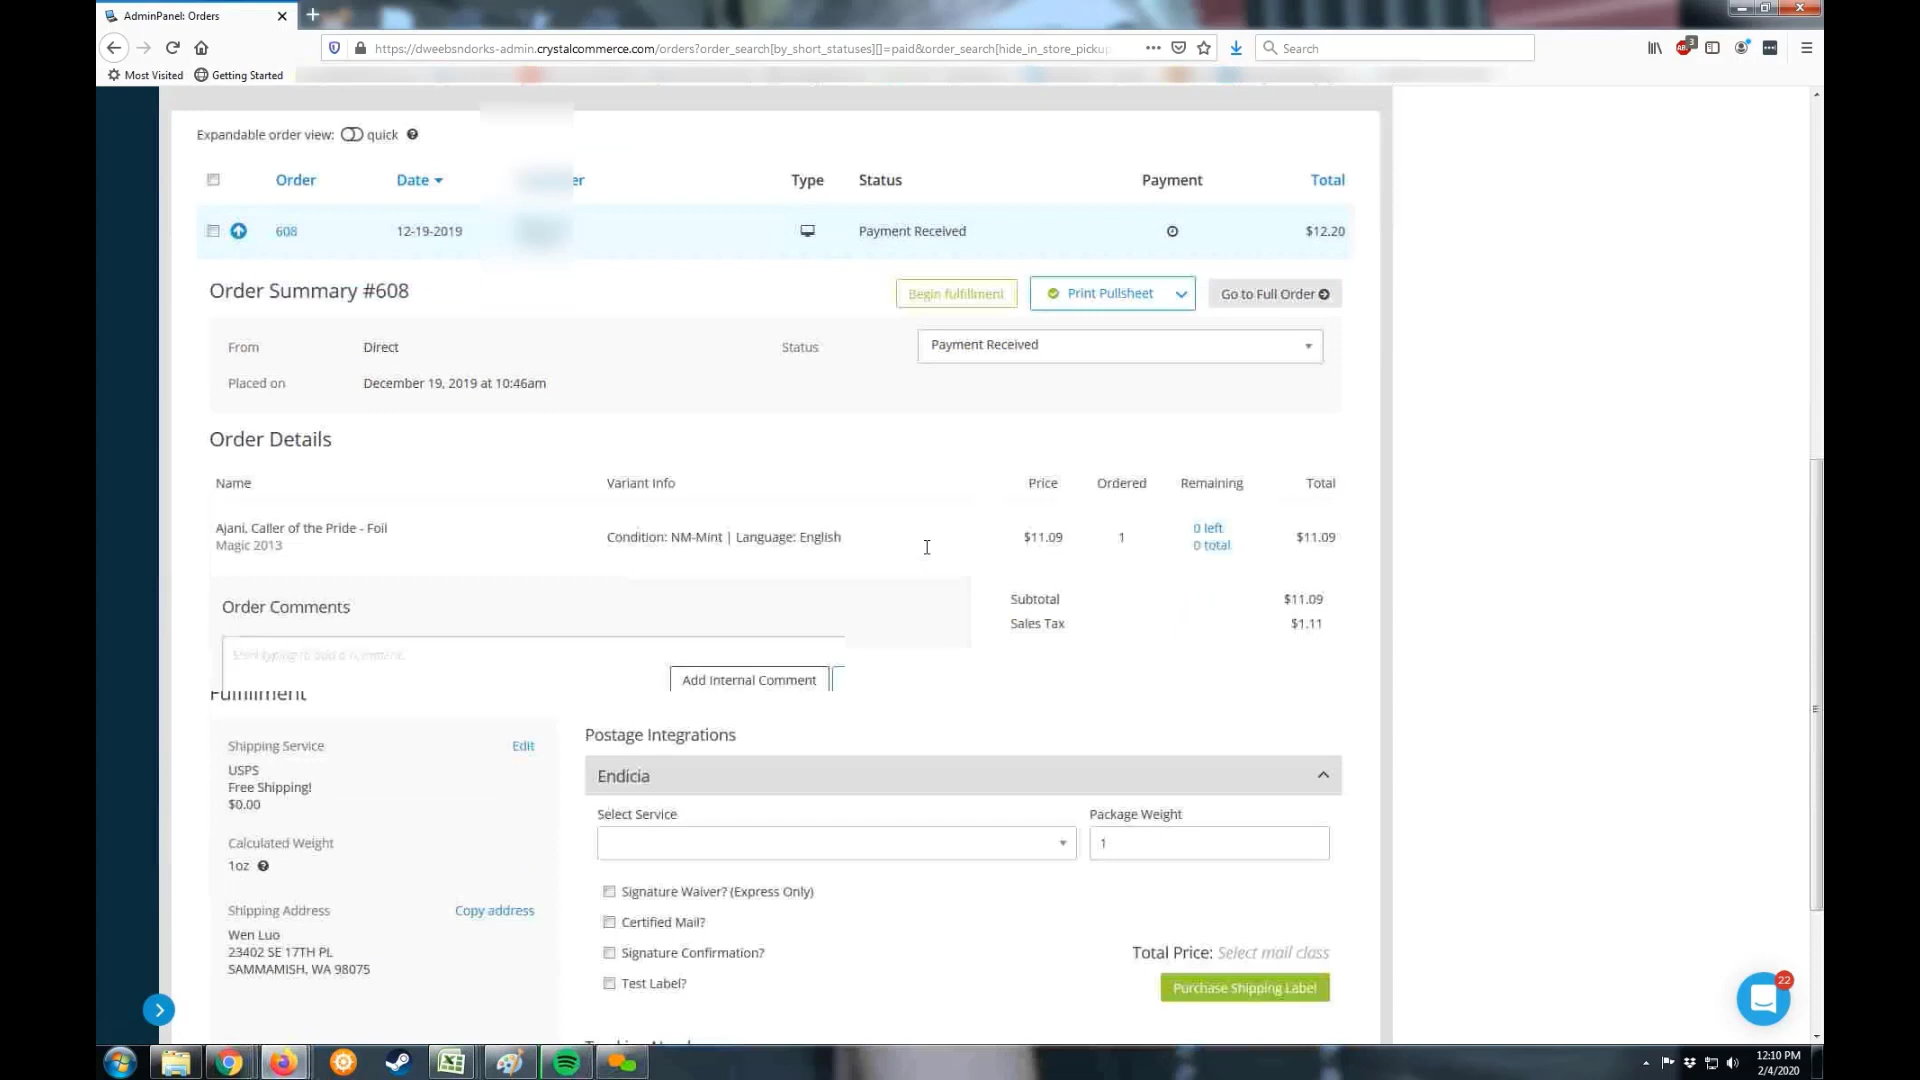 AdminPanel: Orders
https://dweebsndorks-admin.crystalcommerce.com/orders?order_search[by_short_statuses][]=paid&order_search[hide_in_store_pickup
Search
3
Most Visited
Getting Started
Expandable order view: quick
Order Date er Type Status Payment Total
608 12-19-2019 Payment Received $12.20
Order Summary #608
Begin fulfillment
Print Pullsheet
Go to Full Order
From Direct Status Payment Received
Placed on December 19, 2019 at 10:46am
Order Details
Name Variant Info Price Ordered Remaining Total
Ajani, Caller of the Pride - Foil
Magic 2013
Condition: NM-Mint | Language: English
$11.09 1
0 left
0 total
$11.09
Order Comments
Start typing to add a comment.
Add Internal Comment
Subtotal $11.09
Sales Tax $1.11
Fulfillment
Shipping Service Edit
USPS
Free Shipping!
$0.00
Calculated Weight
1oz
Shipping Address Copy address
Wen Luo
23402 SE 17TH PL
SAMMAMISH, WA 98075
Postage Integrations
Endicia
Select Service Package Weight
1
Signature Waiver? (Express Only)
Certified Mail?
Signature Confirmation?
Test Label?
Total Price: Select mail class
Purchase Shipping Label
22
12:10 PM
2/4/2020